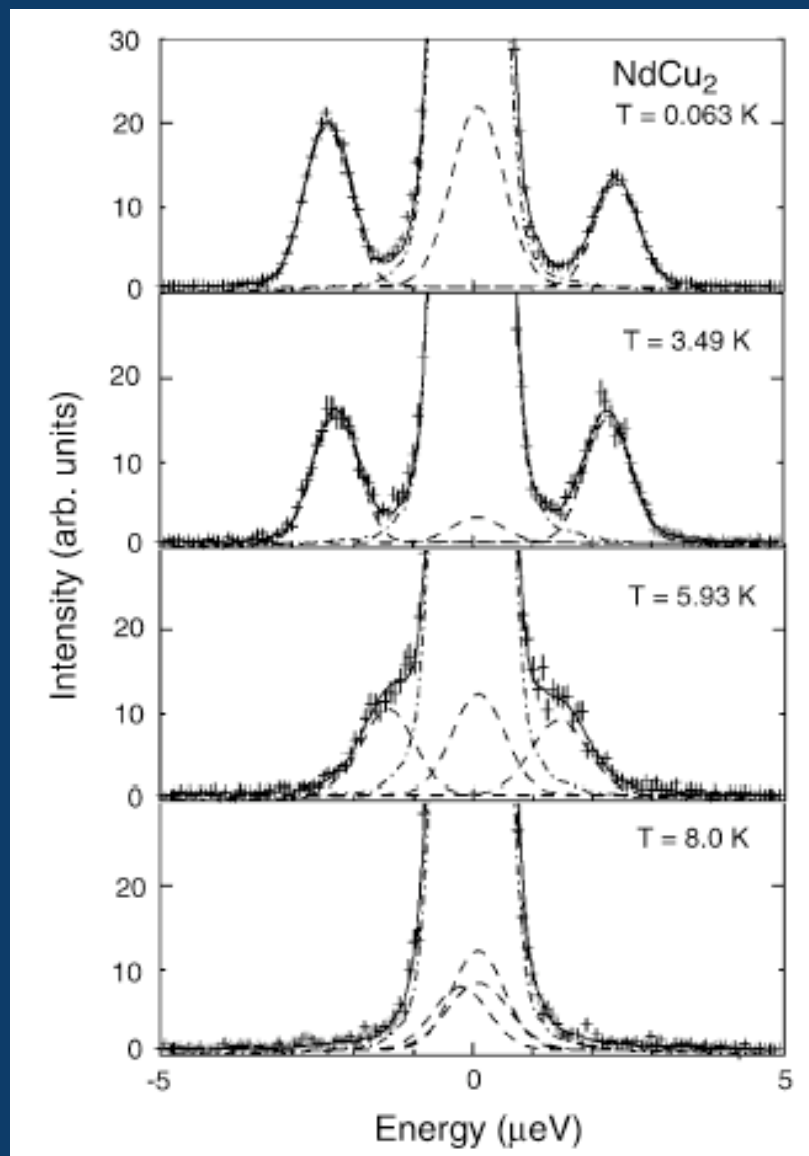 30
NdCu2
T = 0.063 K
20
10
0
T = 3.49 K
20
10
0
T = 5.93 K
20
10
0
T = 8.0 K
20
10
0
-5 0 5
Energy (μeV)
Intensity (arb. units)